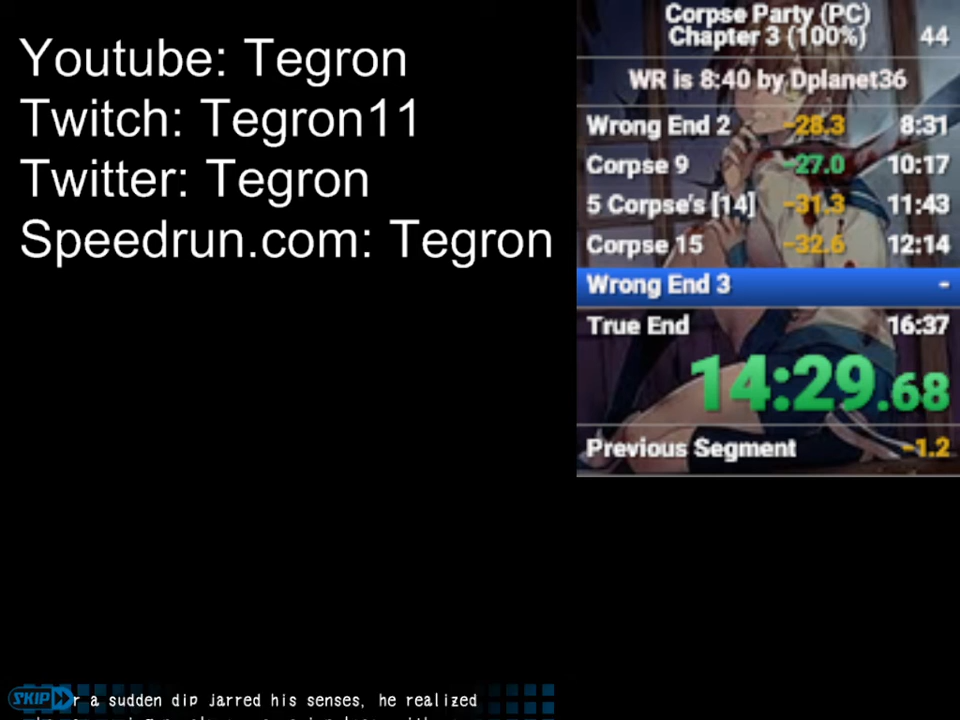 Youtube: Tegron
Twitch: Tegron11
Twitter: Tegron
Speedrun.com: Tegron
Corpse Party (PC)
Chapter 3 (100%) 44
WR is 8:40 by Dplanet36
Wrong End 2 -28.3 8:31
Corpse 9 -27.0 10:17
5 Corpse's [14] -31.3 11:43
Corpse 15 -32.6 12:14
Wrong End 3 -
True End 16:37
14:29.68
Previous Segment -1.2
SKIP r a sudden dip jarred his senses, he realized